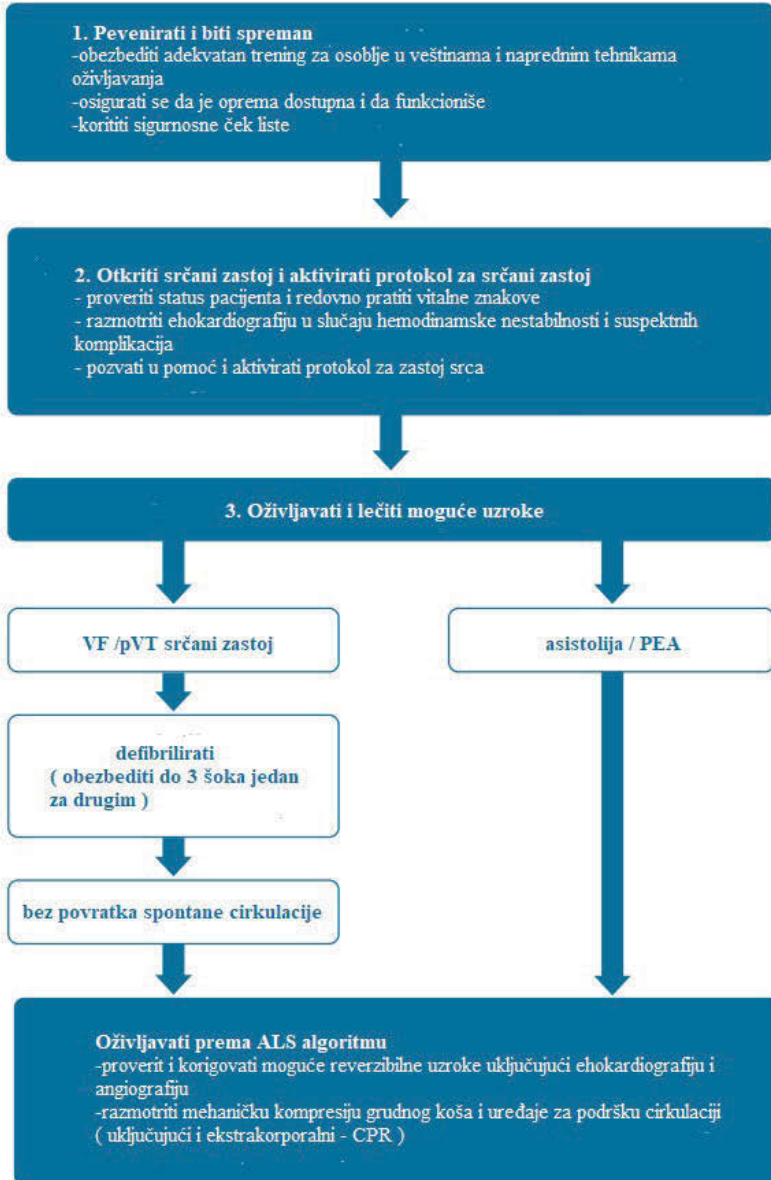 1. Pevenirati i biti spreman
-obezbediti adekvatan trening za osoblje u veštinama i naprednim tehnikama
oživljavanja
-osigurati se da je oprema dostupna i da funkcioniše
-korititi sigurnosne ček liste
2. Otkriti srčani zastoj i aktivirati protokol za srčani zastoj
- proveriti status pacijenta i redovno pratiti vitalne znakove
- razmotriti ehokardiografiju u slučaju hemodinamske nestabilnosti i suspektnih
komplikacija
- pozvati u pomoć i aktivirati protokol za zastoj srca
3. Oživljavati i lečiti moguće uzroke
VF /pVT srčani zastoj
asistolija / PEA
defibrilirati
( obezbediti do 3 šoka jedan
za drugim )
bez povratka spontane cirkulacije
Oživljavati prema ALS algoritmu
-proverit i korigovati moguće reverzibilne uzroke uključujući ehokardiografiju i
angiografiju
-razmotriti mehaničku kompresiju grudnog koša i uređaje za podršku cirkulaciji
( uključujući i ekstrakorporalni - CPR )